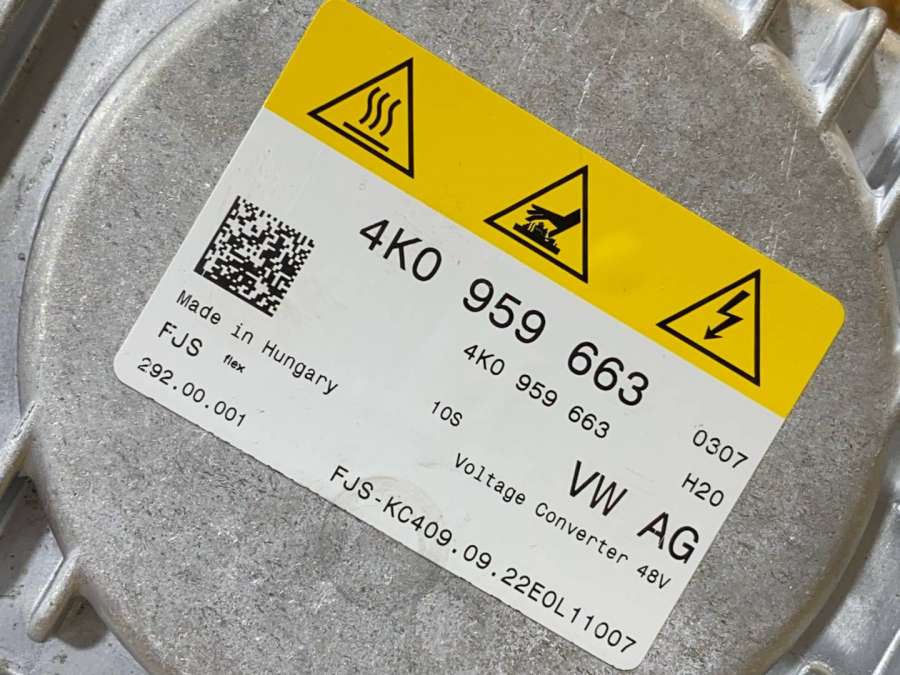 4K0 959 663
4K0 959 663
0307
10S
H20
VW AG
Voltage Converter 48V
Made in Hungary
FJS flex
292.00.001
FJS-KC409.09.22E0L11007